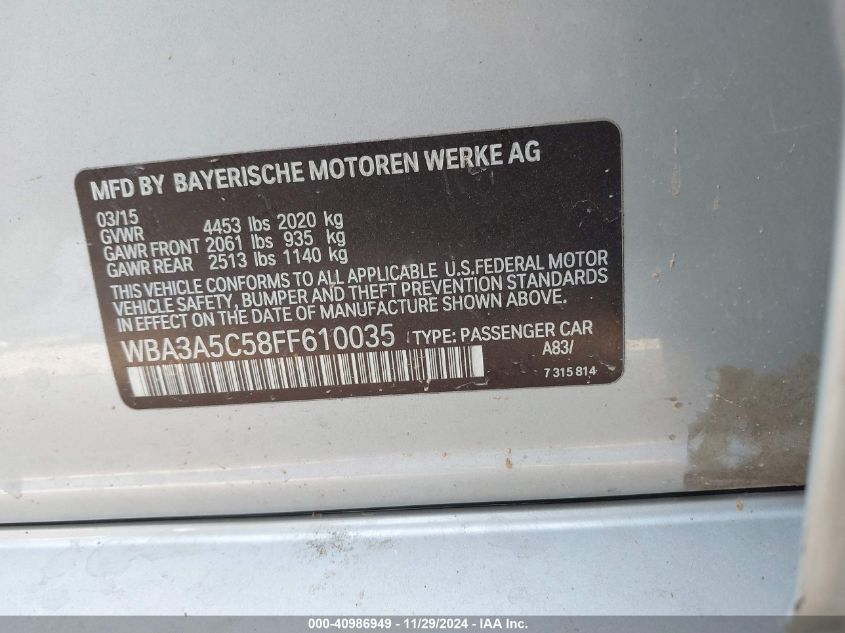 MFD BY BAYERISCHE MOTOREN WERKE AG
03/15
GVWR 4453 lbs 2020 kg
GAWR FRONT 2061 lbs 935 kg
GAWR REAR 2513 lbs 1140 kg
THIS VEHICLE CONFORMS TO ALL APPLICABLE U.S.FEDERAL MOTOR
VEHICLE SAFETY, BUMPER AND THEFT PREVENTION STANDARDS
IN EFFECT ON THE DATE OF MANUFACTURE SHOWN ABOVE.
WBA3A5C58FF610035 TYPE: PASSENGER CAR
A83/
7 315 814
000-40986949 | 11/29/2024 | IAA Inc.